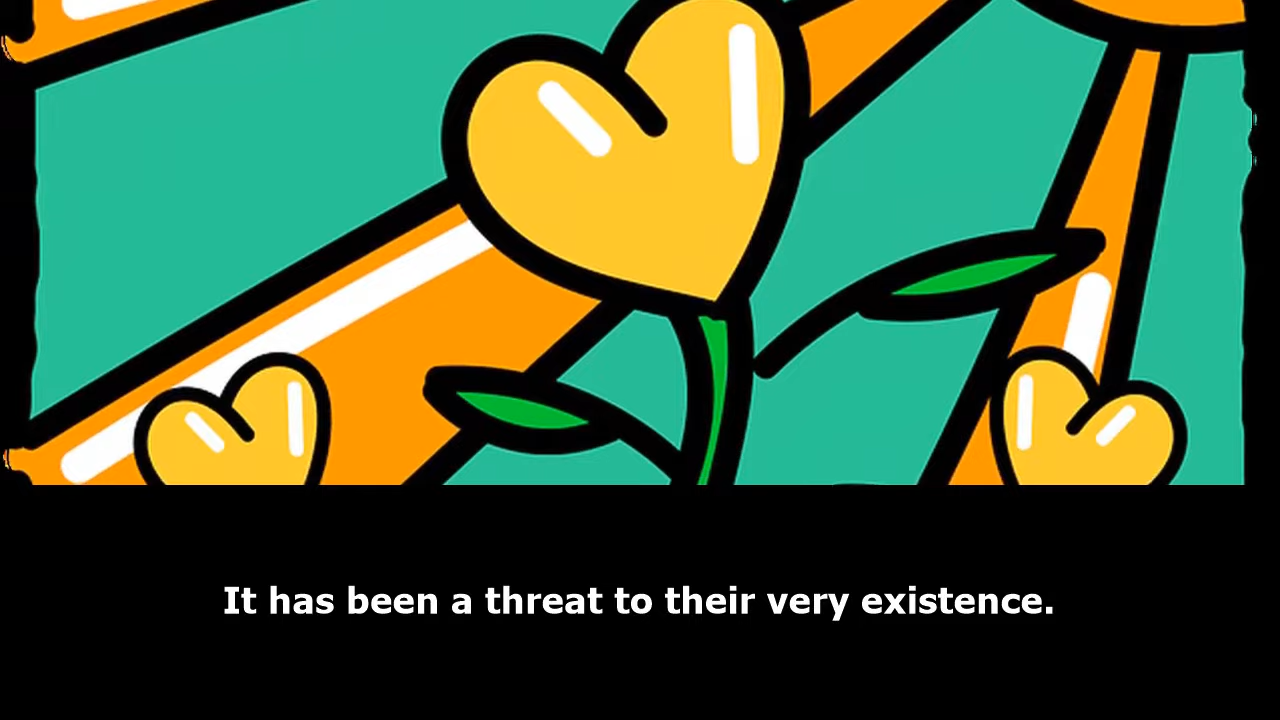 It has been a threat to their very existence.